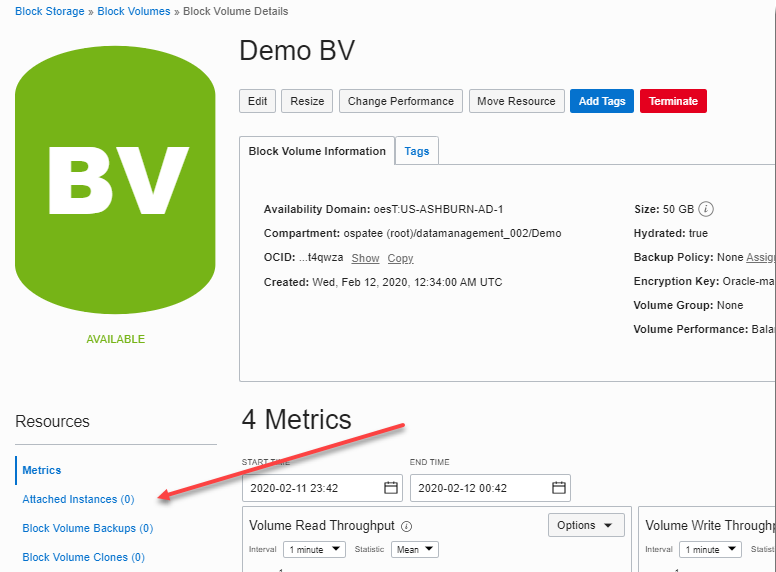 Block Storage » Block Volumes » Block Volume Details
BV
AVAILABLE
Demo BV
Edit Resize Change Performance Move Resource Add Tags Terminate
Block Volume Information Tags
Availability Domain: oesT:US-ASHBURN-AD-1
Compartment: ospatee (root)/datamanagement_002/Demo
OCID: ...t4qwza Show Copy
Created: Wed, Feb 12, 2020, 12:34:00 AM UTC
Size: 50 GB i
Hydrated: true
Backup Policy: None Assig
Encryption Key: Oracle-ma
Volume Group: None
Volume Performance: Bala
Resources
Metrics
Attached Instances (0)
Block Volume Backups (0)
Block Volume Clones (0)
4 Metrics
START TIME END TIME
2020-02-11 23:42 2020-02-12 00:42
Volume Read Throughput i Options
Interval 1 minute Statistic Mean
Volume Write Throughp
Interval 1 minute Statist